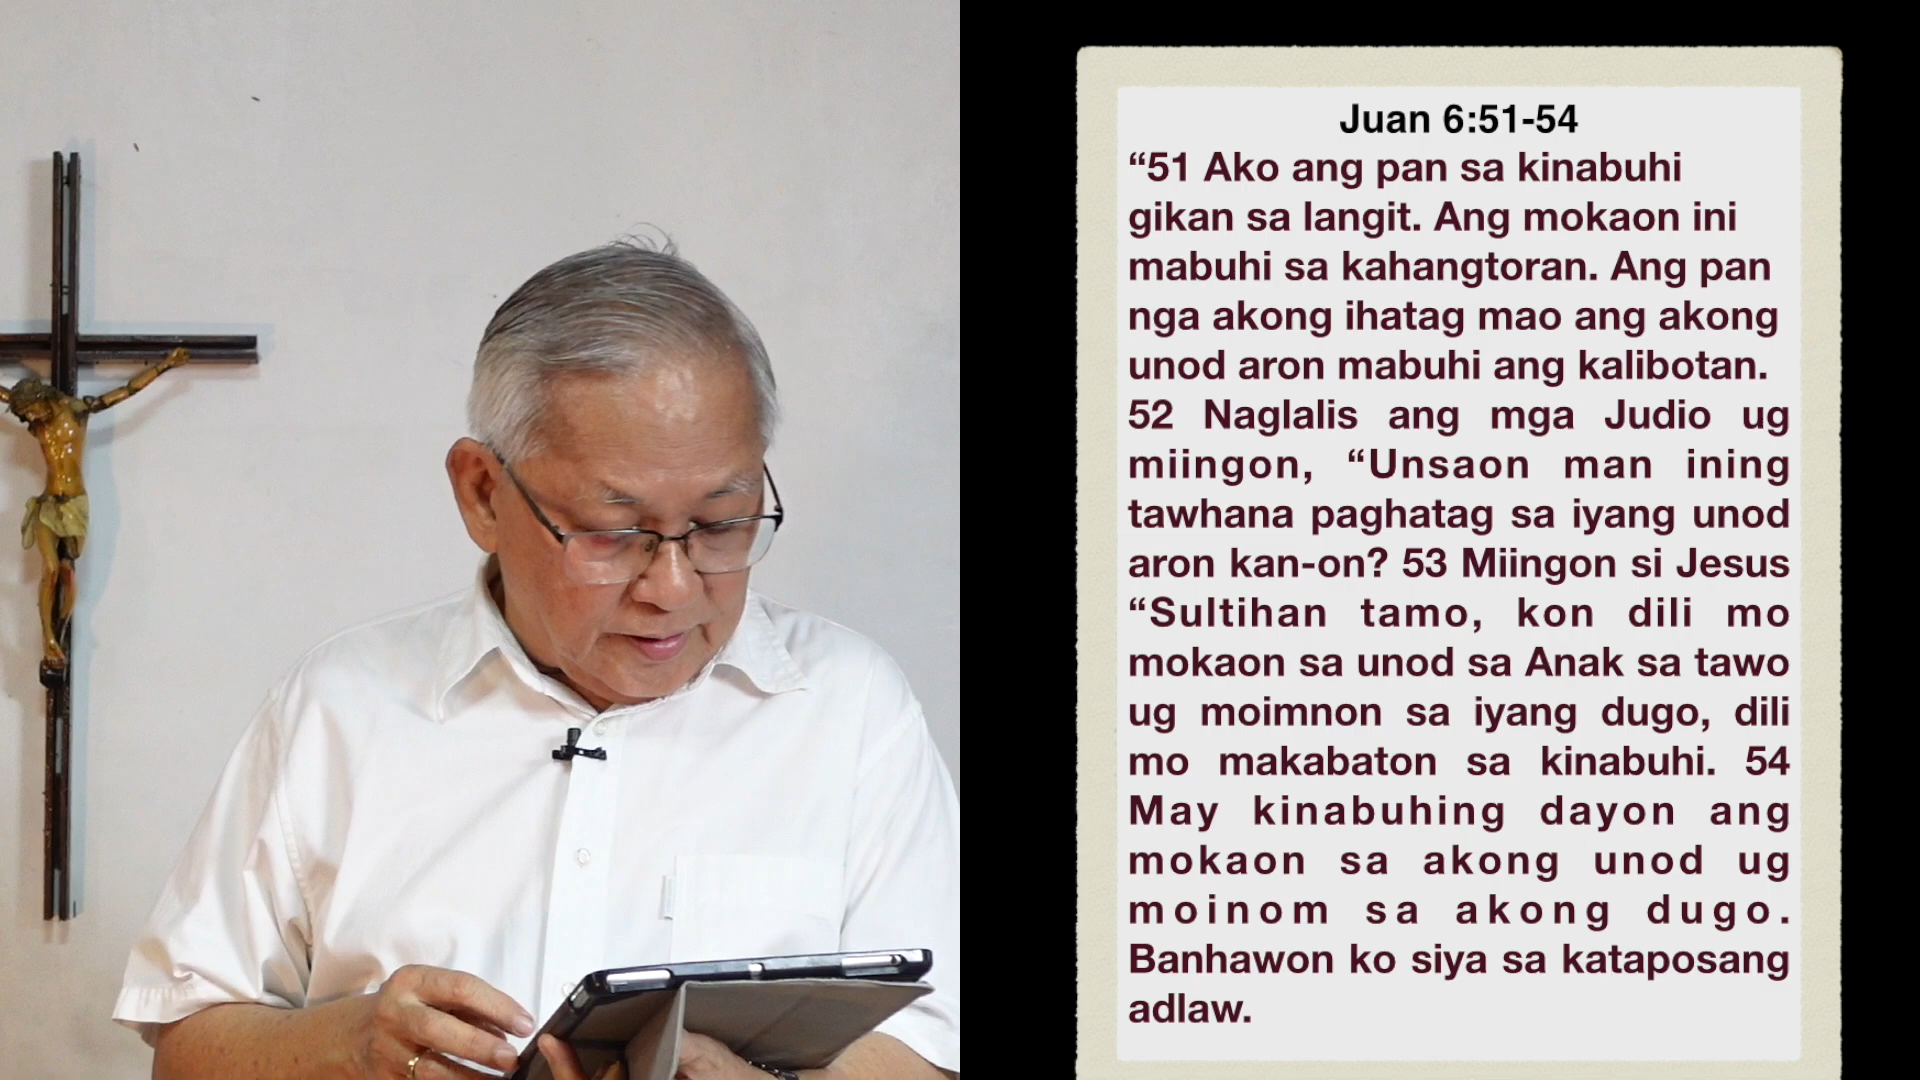 Juan 6:51-54
“51 Ako ang pan sa kinabuhi
gikan sa langit. Ang mokaon ini
mabuhi sa kahangtoran. Ang pan
nga akong ihatag mao ang akong
unod aron mabuhi ang kalibotan.
52 Naglalis ang mga Judio ug
miingon, “Unsaon man ining
tawhana paghatag sa iyang unod
aron kan-on? 53 Miingon si Jesus
“Sultihan tamo, kon dili mo
mokaon sa unod sa Anak sa tawo
ug moimnon sa iyang dugo, dili
mo makabaton sa kinabuhi. 54
May kinabuhing dayon ang
mokaon sa akong unod ug
moinom sa akong dugo.
Banhawon ko siya sa kataposang
adlaw.